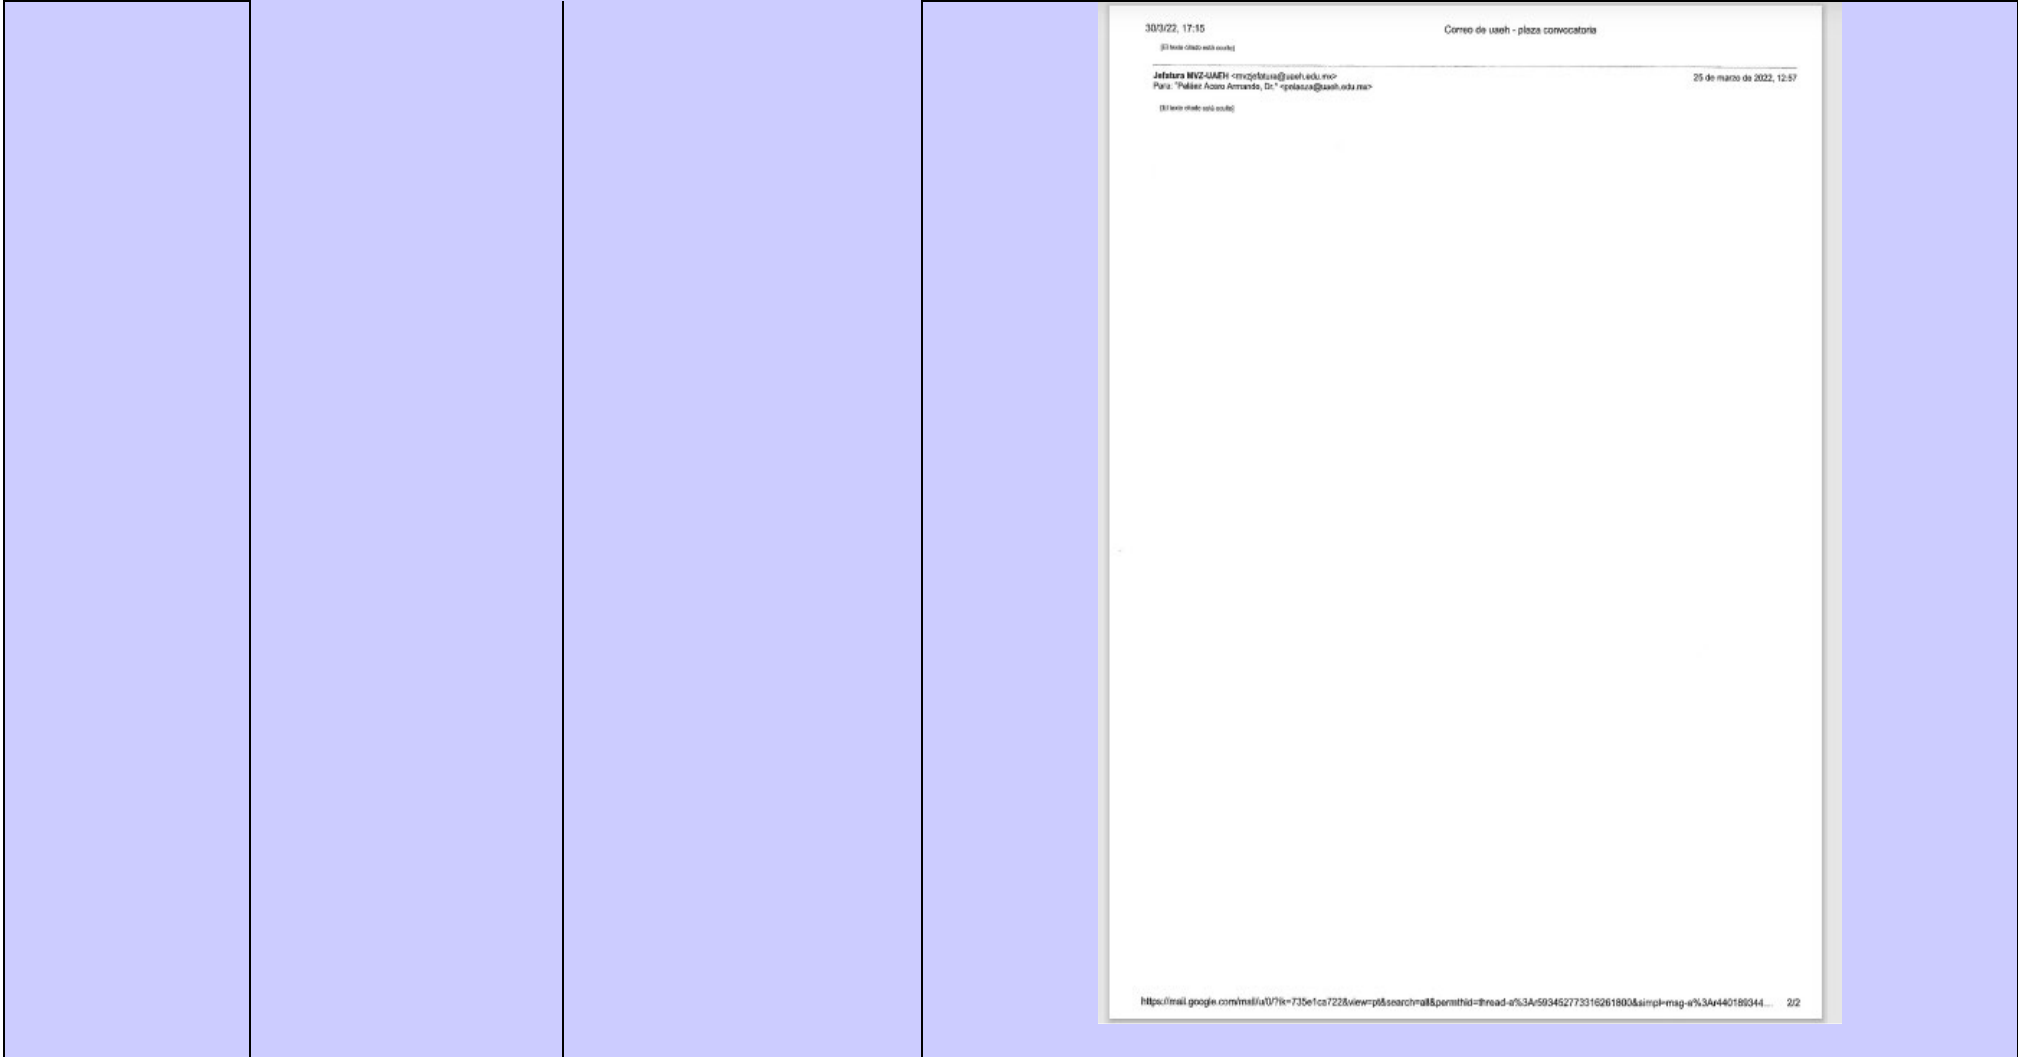 30/3/22, 17:15
Correo de uaeh - plaza convocatoria
[El texto citado está oculto]
Jefatura MVZ-UAEH <mvzjefatura@uaeh.edu.mx>
25 de marzo de 2022, 12:57
Para: "Peláez Acero Armando, Dr." <pelaeza@uaeh.edu.mx>
[El texto citado está oculto]
https://mail.google.com/mail/u/0/?ik=735e1ca722&view=pt&search=all&permthid=thread-a%3Ar593452773316261800&simpl=msg-a%3Ar440189344... 2/2